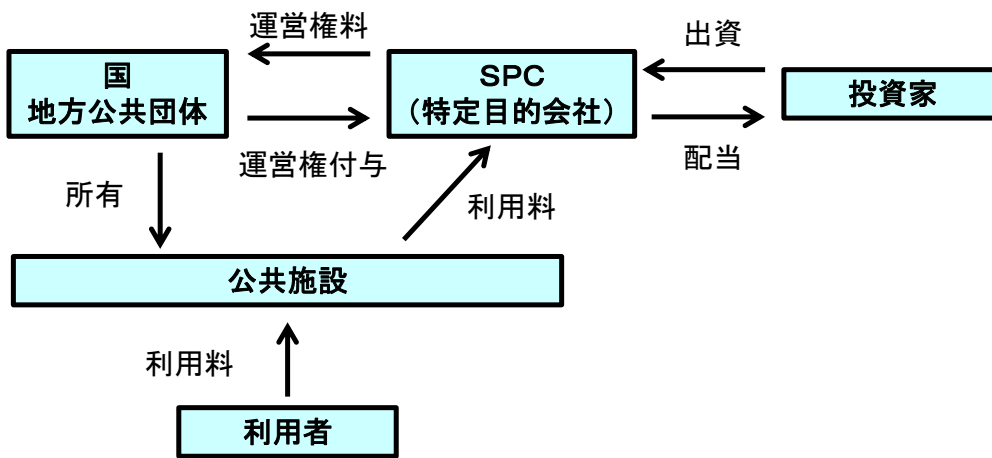 運営権料
出資
国
地方公共団体
SPC
（特定目的会社）
投資家
運営権付与
配当
所有
利用料
公共施設
利用料
利用者